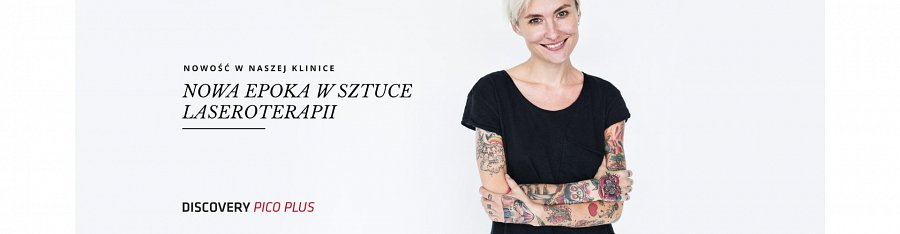 NOWOŚĆ W NASZEJ KLINICE
NOWA EPOKA W SZTUCE
LASEROTERAPII
DISCOVERY PICO PLUS